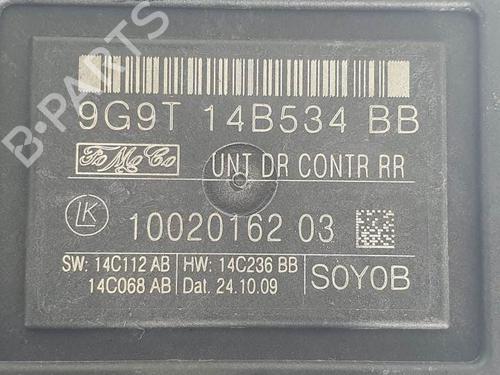 B-PARTS
9G9T 14B534 BB
FoMoCo UNT DR CONTR RR
LK 10020162 03
SW: 14C112 AB HW: 14C236 BB SOYOB
14C068 AB Dat. 24.10.09